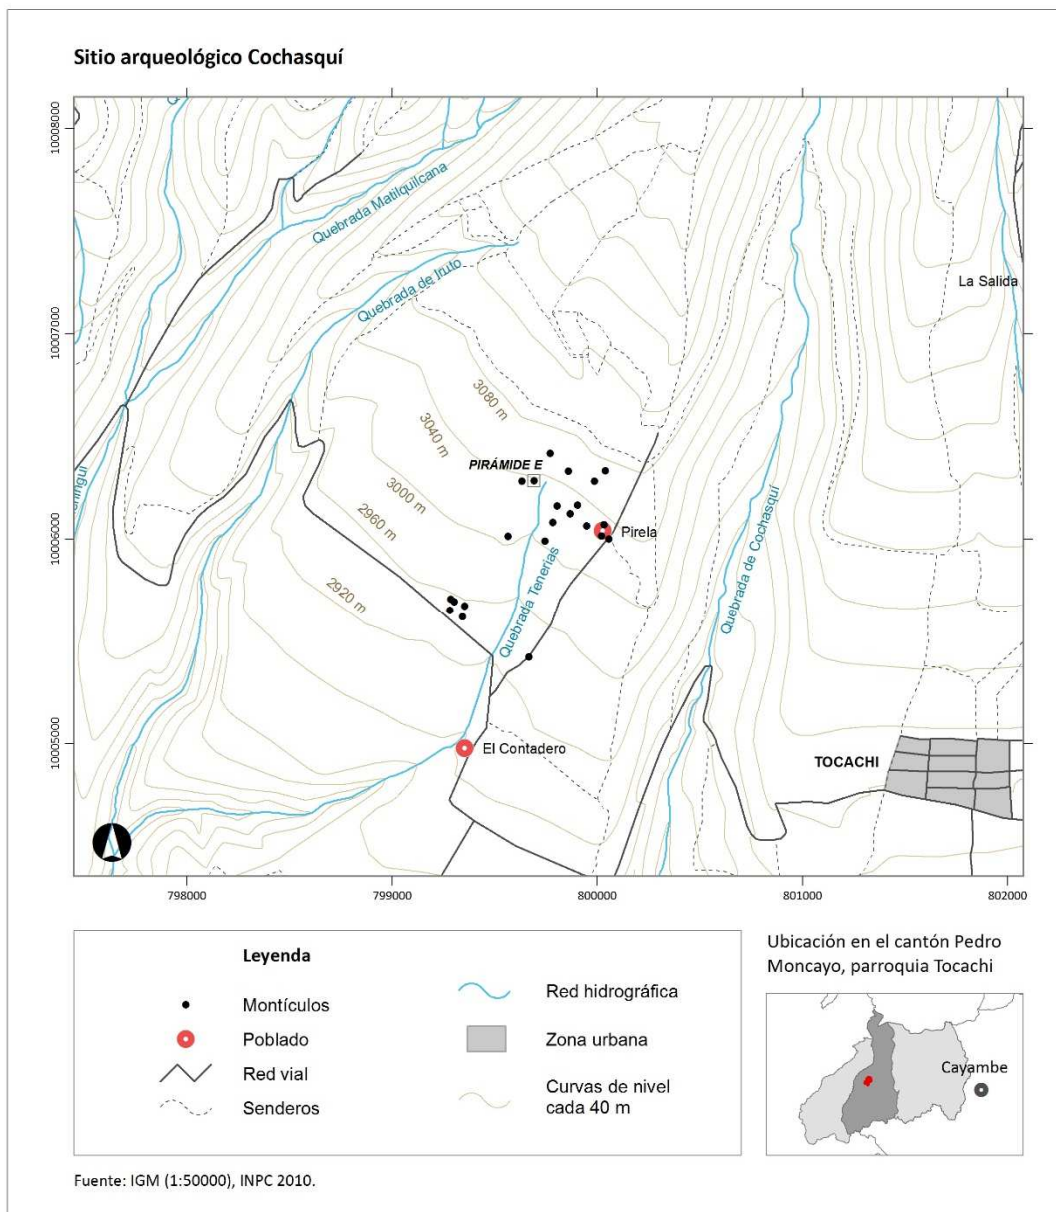 Sitio arqueológico Cochasquí
10008000
10007000
10006000
10005000
Quebrada Matilquilcana
Quebrada de Iruto
La Salida
3080 m
3040 m
PIRÁMIDE E
3000 m
2960 m
2920 m
Pirela
Quebrada Tenerías
Quebrada de Cochasquí
El Contadero
TOCACHI
798000
799000
800000
801000
802000
Leyenda
Montículos
Poblado
Red vial
Senderos
Red hidrográfica
Zona urbana
Curvas de nivel
cada 40 m
Ubicación en el cantón Pedro
Moncayo, parroquia Tocachi
Cayambe
Fuente: IGM (1:50000), INPC 2010.